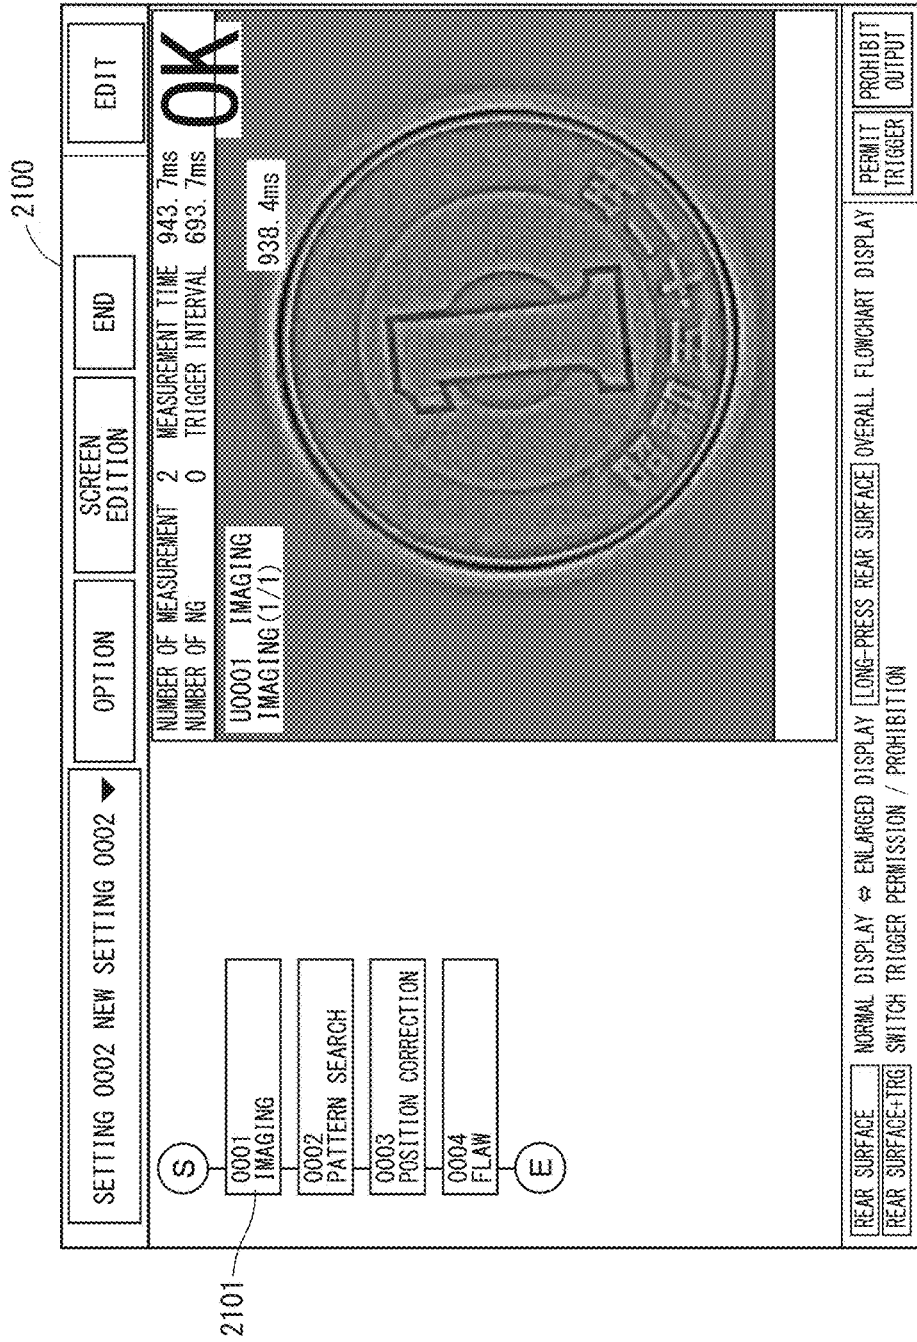 2100
SETTING 0002 NEW SETTING 0002 ▼
OPTION
SCREEN
EDITION
END
EDIT
2101
S
0001
IMAGING
0002
PATTERN SEARCH
0003
POSITION CORRECTION
0004
FLAW
E
NUMBER OF MEASUREMENT 2 MEASUREMENT TIME 943.7ms
NUMBER OF NG 0 TRIGGER INTERVAL 693.7ms
OK
U0001 IMAGING
IMAGING(1/1)
938.4ms
REAR SURFACE NORMAL DISPLAY ⇔ ENLARGED DISPLAY LONG-PRESS REAR SURFACE OVERALL FLOWCHART DISPLAY
REAR SURFACE+TRG SWITCH TRIGGER PERMISSION / PROHIBITION
PERMIT
TRIGGER
PROHIBIT
OUTPUT